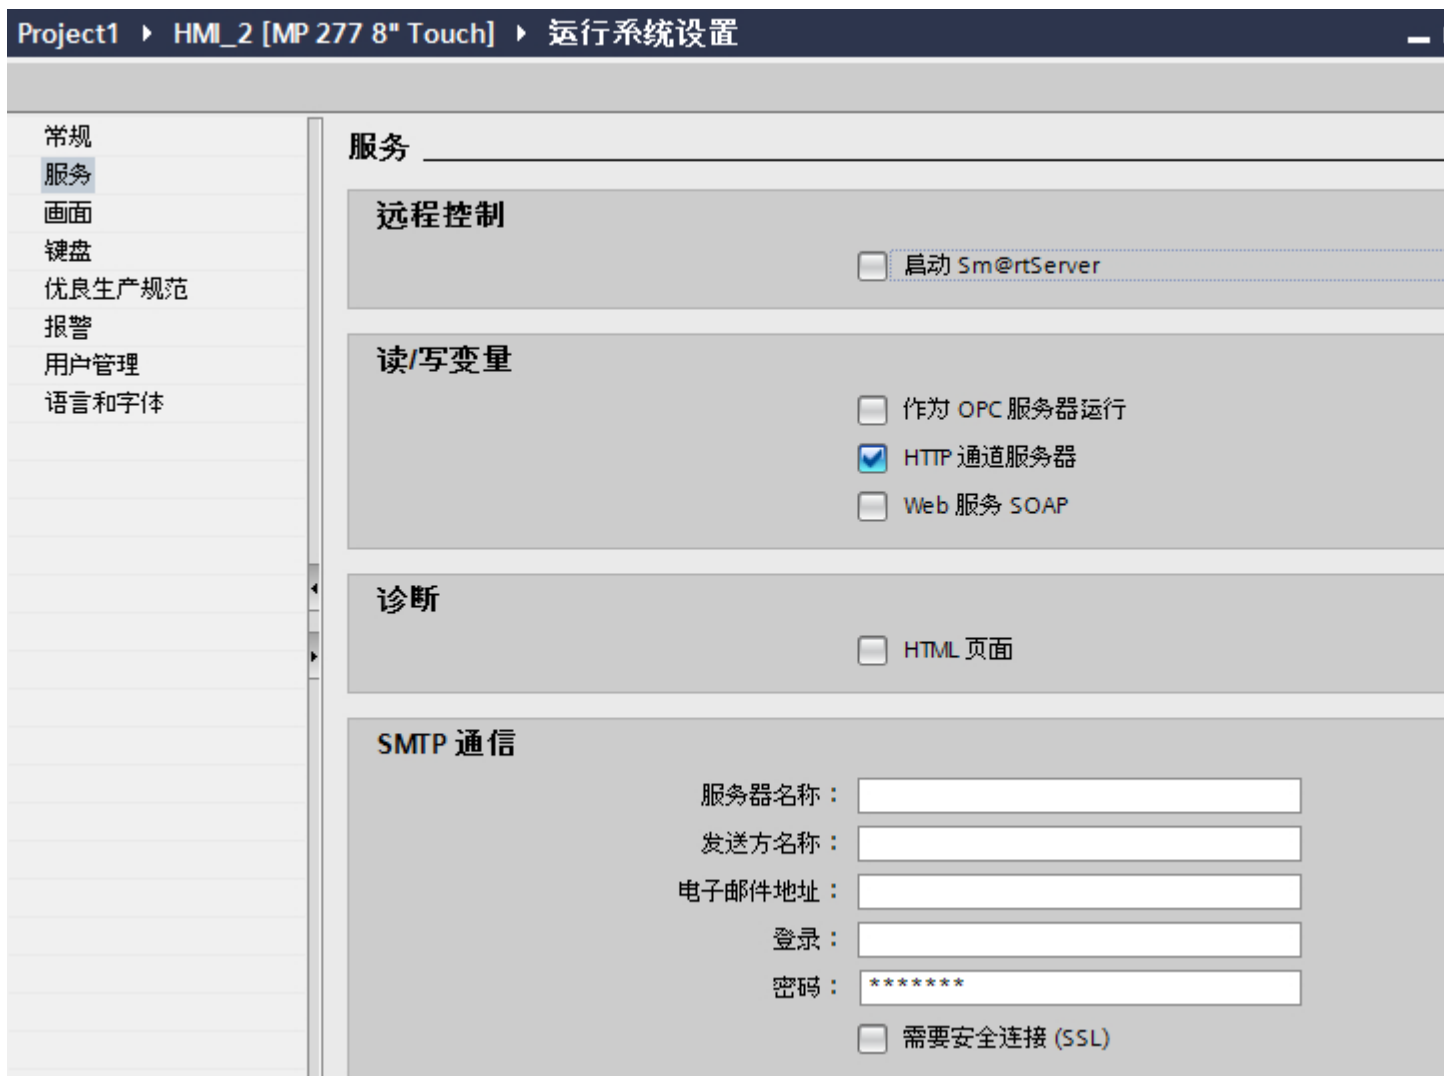 Project1 ▸ HMI_2 [MP 277 8" Touch] ▸ 运行系统设置
常规
服务
画面
键盘
优良生产规范
报警
用户管理
语言和字体
服务
远程控制
启动 Sm@rtServer
读/写变量
作为 OPC 服务器运行
HTTP 通道服务器
Web 服务 SOAP
诊断
HTML 页面
SMTP 通信
服务器名称：
发送方名称：
电子邮件地址：
登录：
密码： *******
需要安全连接 (SSL)